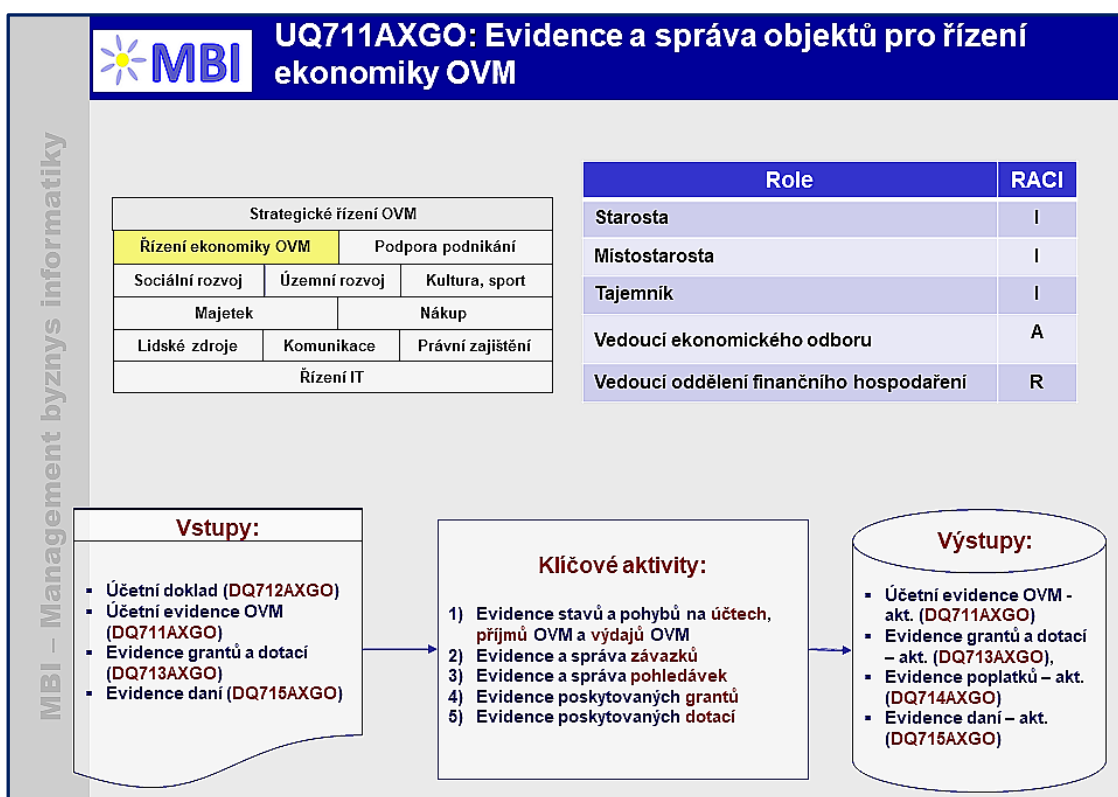 MBI
UQ711AXGO: Evidence a správa objektů pro řízení
ekonomiky OVM
MBI – Management byznys informatiky
Strategické řízení OVM
Řízení ekonomiky OVM Podpora podnikání
Sociální rozvoj Územní rozvoj Kultura, sport
Majetek Nákup
Lidské zdroje Komunikace Právní zajištění
Řízení IT
Role RACI
Starosta I
Místostarosta I
Tajemník I
Vedoucí ekonomického odboru A
Vedoucí oddělení finančního hospodaření R
Vstupy:
▪ Účetní doklad (DQ712AXGO)
▪ Účetní evidence OVM
(DQ711AXGO)
▪ Evidence grantů a dotací
(DQ713AXGO)
▪ Evidence daní (DQ715AXGO)
Klíčové aktivity:
1) Evidence stavů a pohybů na účtech,
příjmů OVM a výdajů OVM
2) Evidence a správa závazků
3) Evidence a správa pohledávek
4) Evidence poskytovaných grantů
5) Evidence poskytovaných dotací
Výstupy:
▪ Účetní evidence OVM -
akt. (DQ711AXGO)
▪ Evidence grantů a dotací
– akt. (DQ713AXGO),
▪ Evidence poplatků – akt.
(DQ714AXGO)
▪ Evidence daní – akt.
(DQ715AXGO)